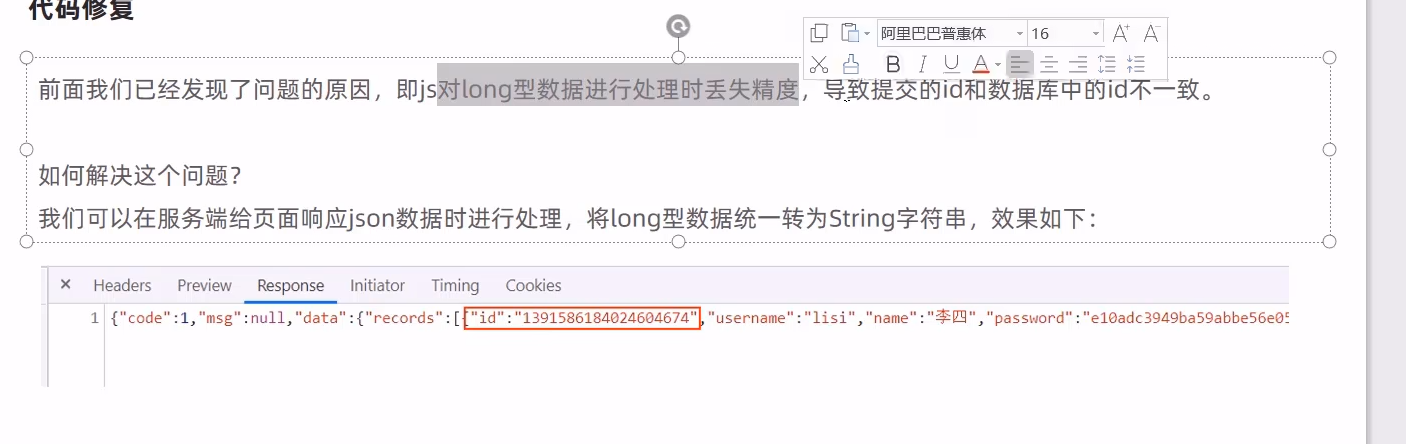 代码修复
阿里巴巴普惠体 16 A+ A-
B I U A
前面我们已经发现了问题的原因，即js对long型数据进行处理时丢失精度，导致提交的id和数据库中的id不一致。
如何解决这个问题？
我们可以在服务端给页面响应json数据时进行处理，将long型数据统一转为String字符串，效果如下：
× Headers Preview Response Initiator Timing Cookies
1 {"code":1,"msg":null,"data":{"records":[{"id":"1391586184024604674","username":"lisi","name":"李四","password":"e10adc3949ba59abbe56e05